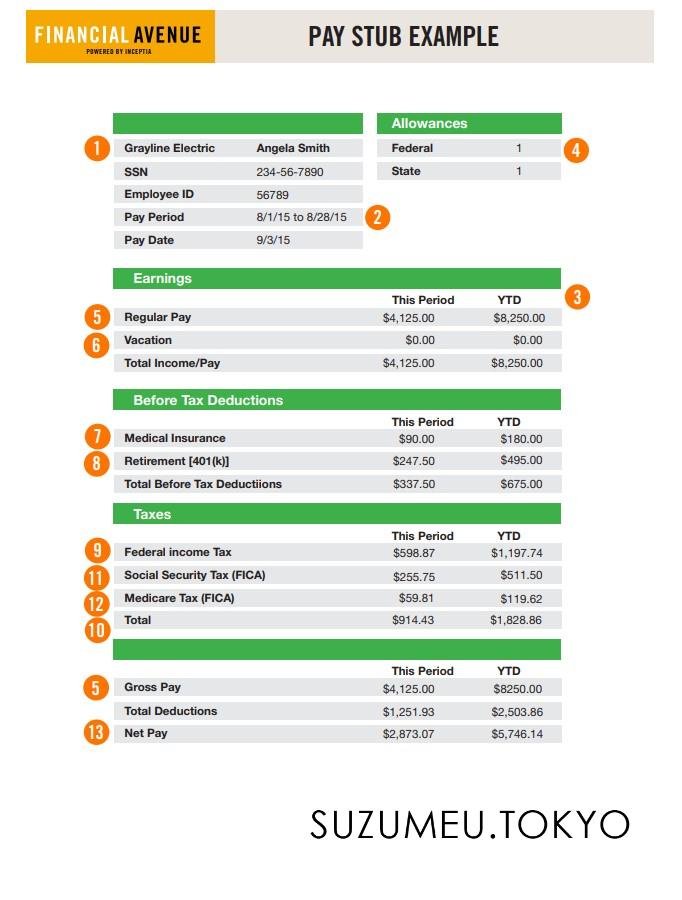 FINANCIAL AVENUE
POWERED BY INCEPTIA
PAY STUB EXAMPLE
Allowances
1 Grayline Electric Angela Smith Federal 1 4
SSN 234-56-7890 State 1
Employee ID 56789
Pay Period 8/1/15 to 8/28/15 2
Pay Date 9/3/15
Earnings
This Period YTD 3
5 Regular Pay $4,125.00 $8,250.00
6 Vacation $0.00 $0.00
Total Income/Pay $4,125.00 $8,250.00
Before Tax Deductions
This Period YTD
7 Medical Insurance $90.00 $180.00
8 Retirement [401(k)] $247.50 $495.00
Total Before Tax Deductiions $337.50 $675.00
Taxes
This Period YTD
9 Federal income Tax $598.87 $1,197.74
11 Social Security Tax (FICA) $255.75 $511.50
12 Medicare Tax (FICA) $59.81 $119.62
10 Total $914.43 $1,828.86
This Period YTD
5 Gross Pay $4,125.00 $8250.00
Total Deductions $1,251.93 $2,503.86
13 Net Pay $2,873.07 $5,746.14
SUZUMEU.TOKYO